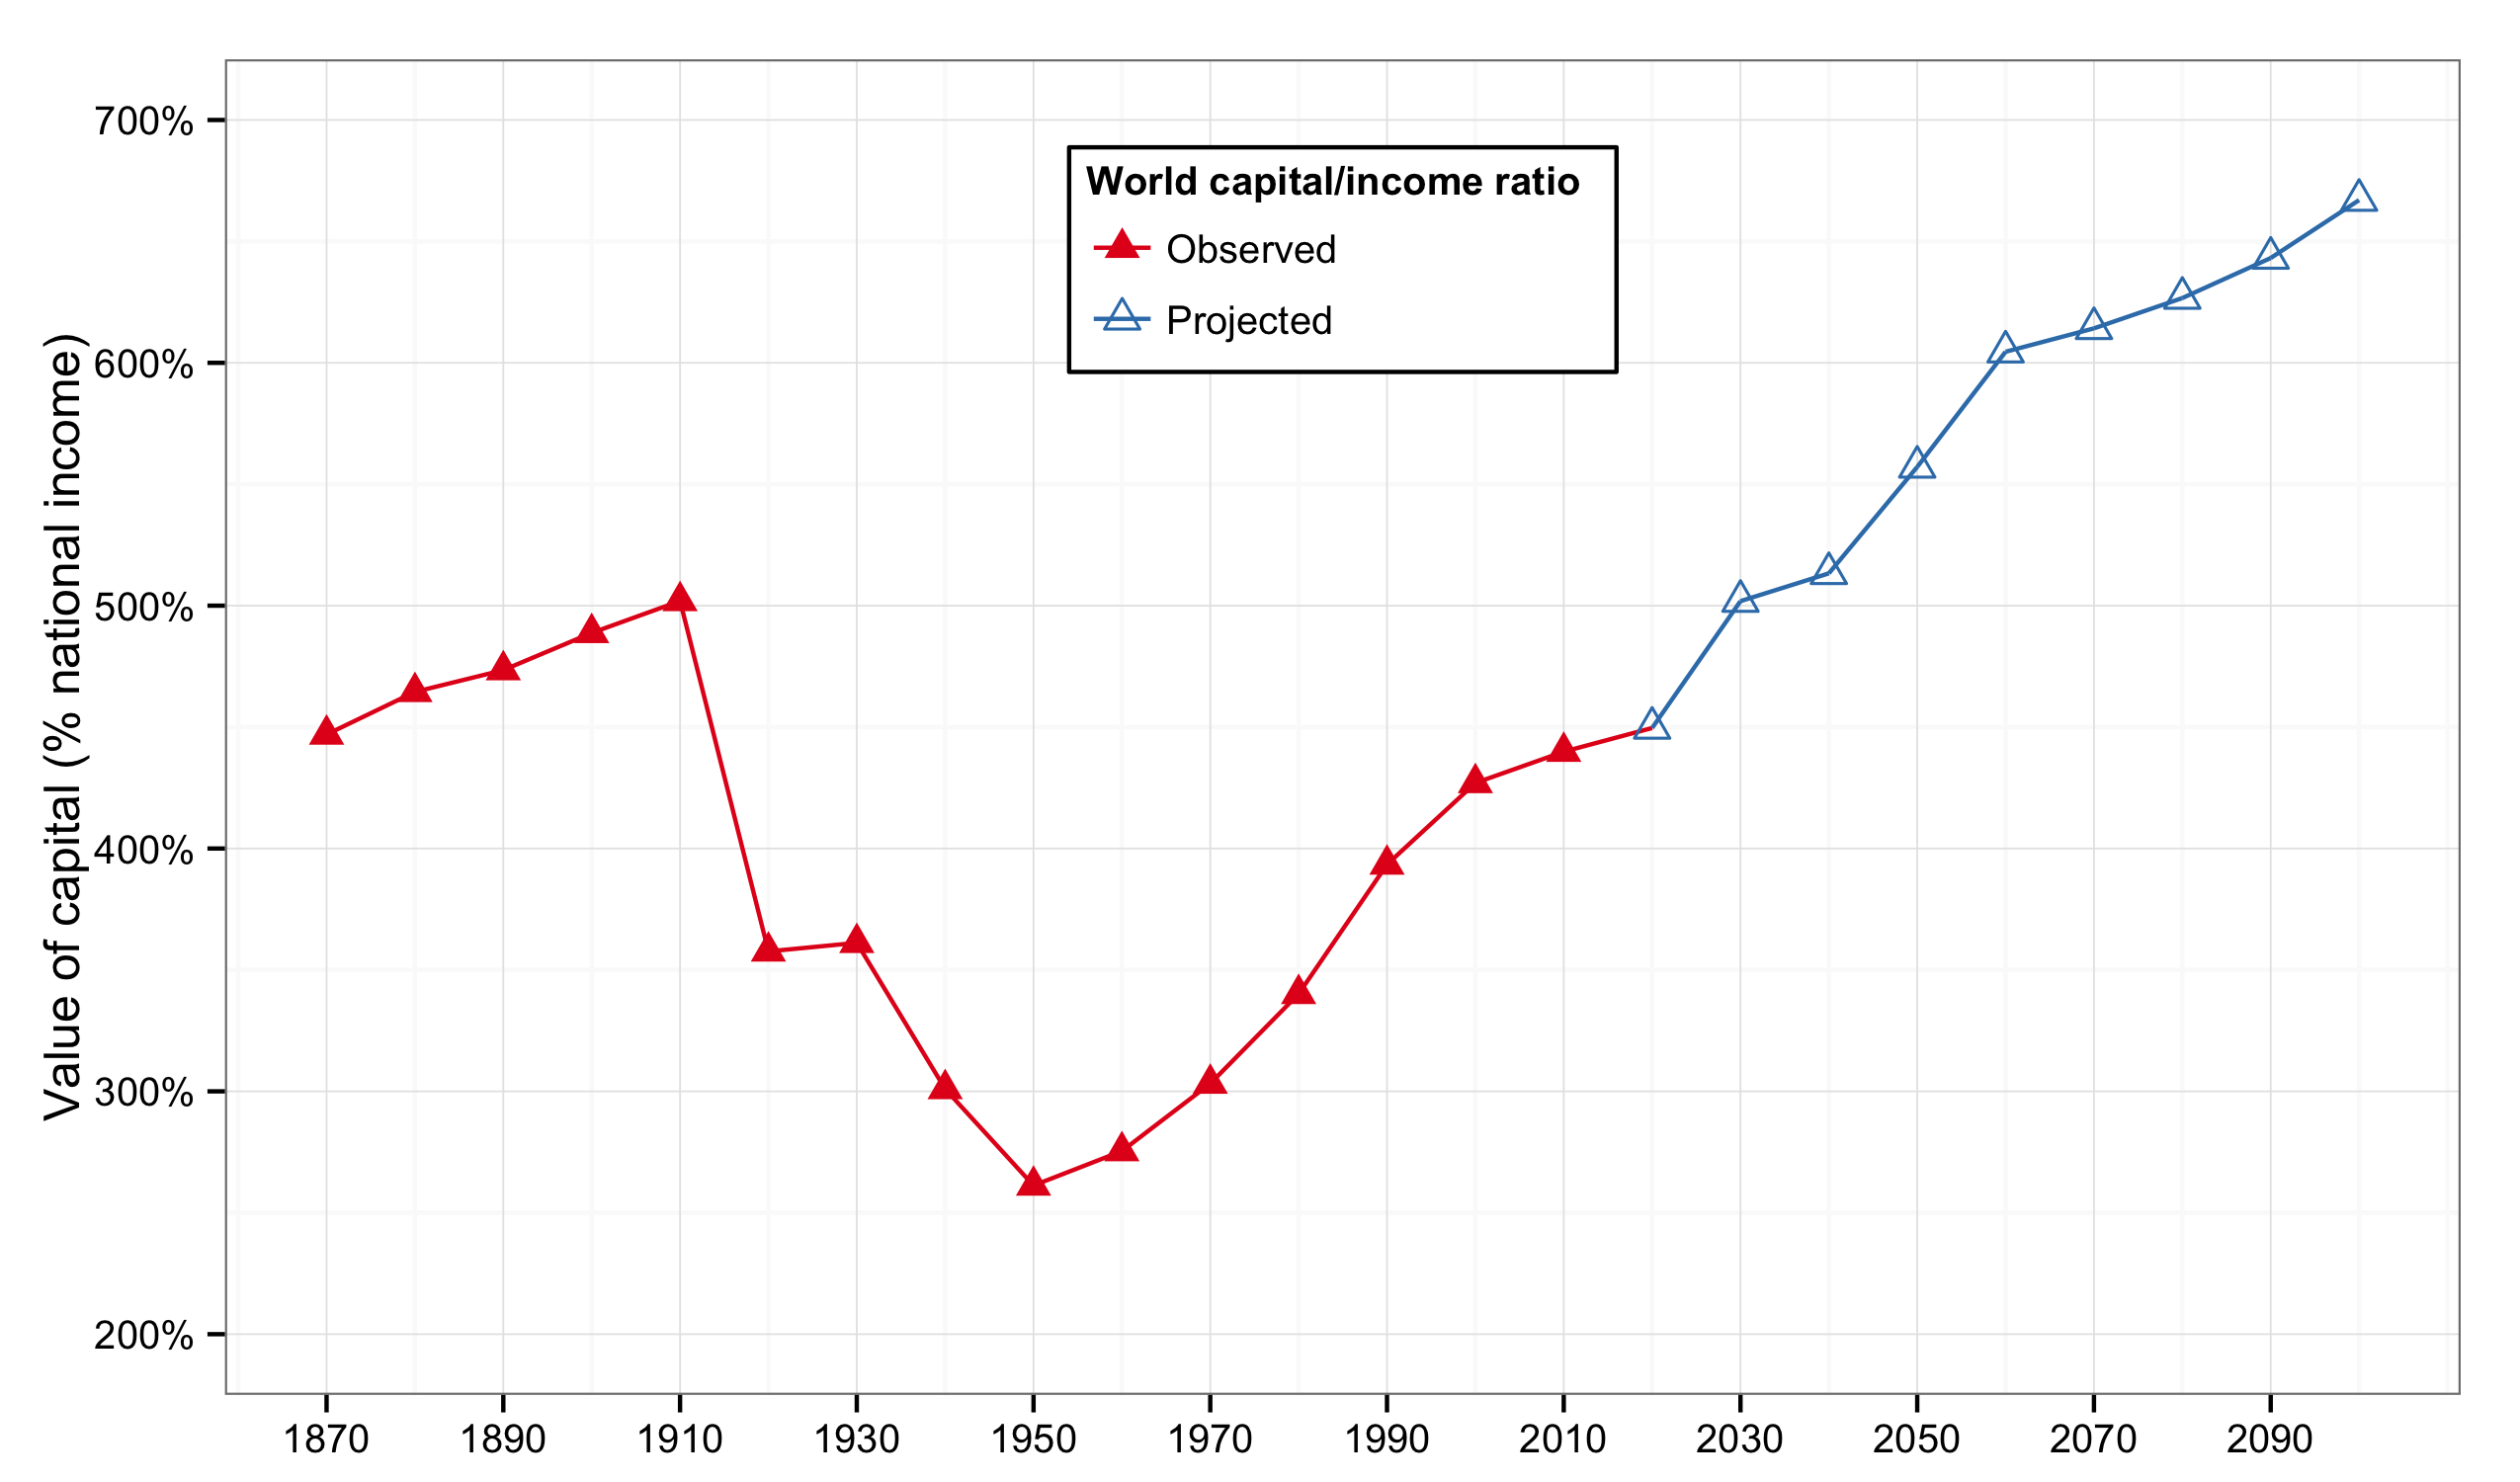 World capital/income ratio
Observed
Projected
Value of capital (% national income)
700%
600%
500%
400%
300%
200%
1870 1890 1910 1930 1950 1970 1990 2010 2030 2050 2070 2090